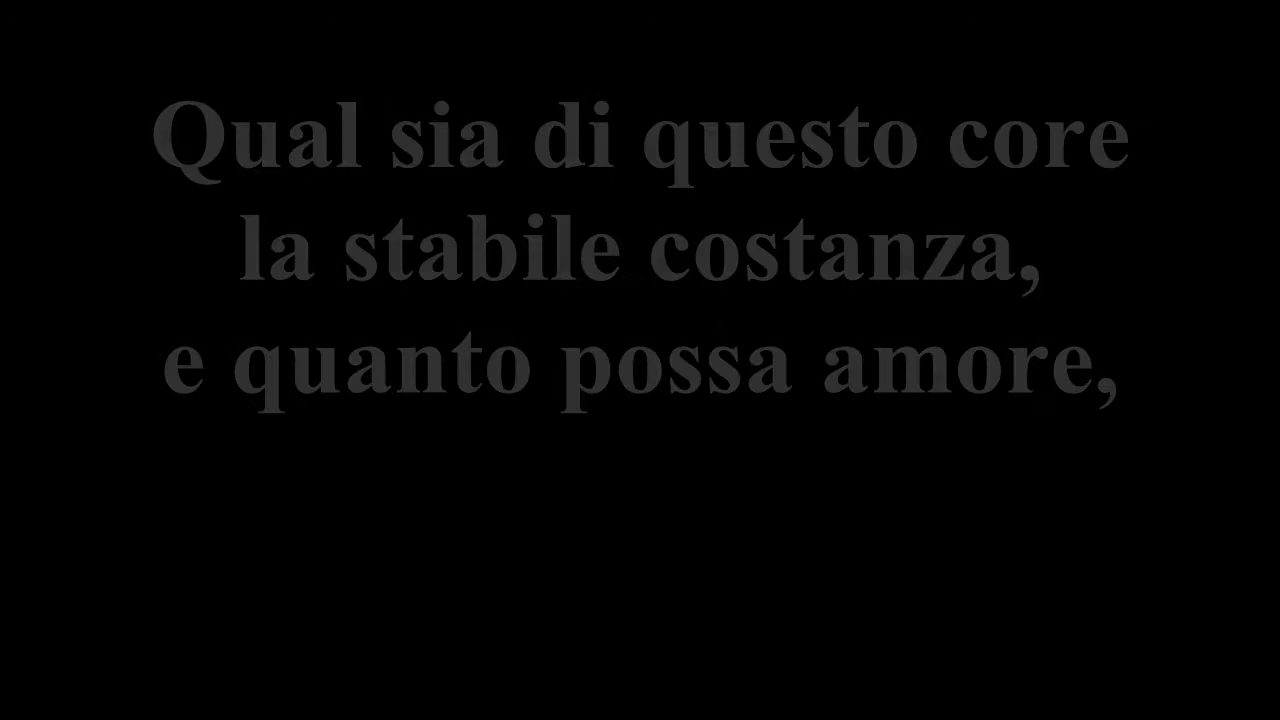 Qual sia di questo core
la stabile costanza,
e quanto possa amore,